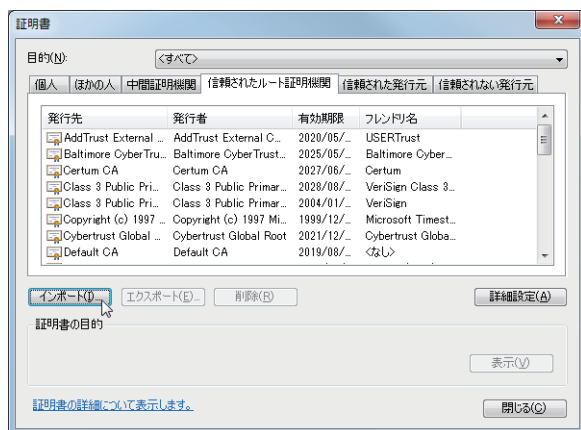 証明書
目的(N): <すべて>
個人 ほかの人 中間証明機関 信頼されたルート証明機関 信頼された発行元 信頼されない発行元
発行先 発行者 有効期限 フレンドリ名
AddTrust External ... AddTrust External C... 2020/05/... USERTrust
Baltimore CyberTru... Baltimore CyberTrust... 2025/05/... Baltimore Cyber...
Certum CA Certum CA 2027/06/... Certum
Class 3 Public Pri... Class 3 Public Primar... 2028/08/... VeriSign Class 3...
Class 3 Public Pri... Class 3 Public Primar... 2004/01/... VeriSign
Copyright (c) 1997 ... Copyright (c) 1997 Mi... 1999/12/... Microsoft Timest...
Cybertrust Global ... Cybertrust Global Root 2021/12/... Cybertrust Globa...
Default CA Default CA 2019/08/... <なし>
インポート(I)... エクスポート(E)... 削除(R) 詳細設定(A)
証明書の目的
表示(V)
証明書の詳細について表示します。
閉じる(C)